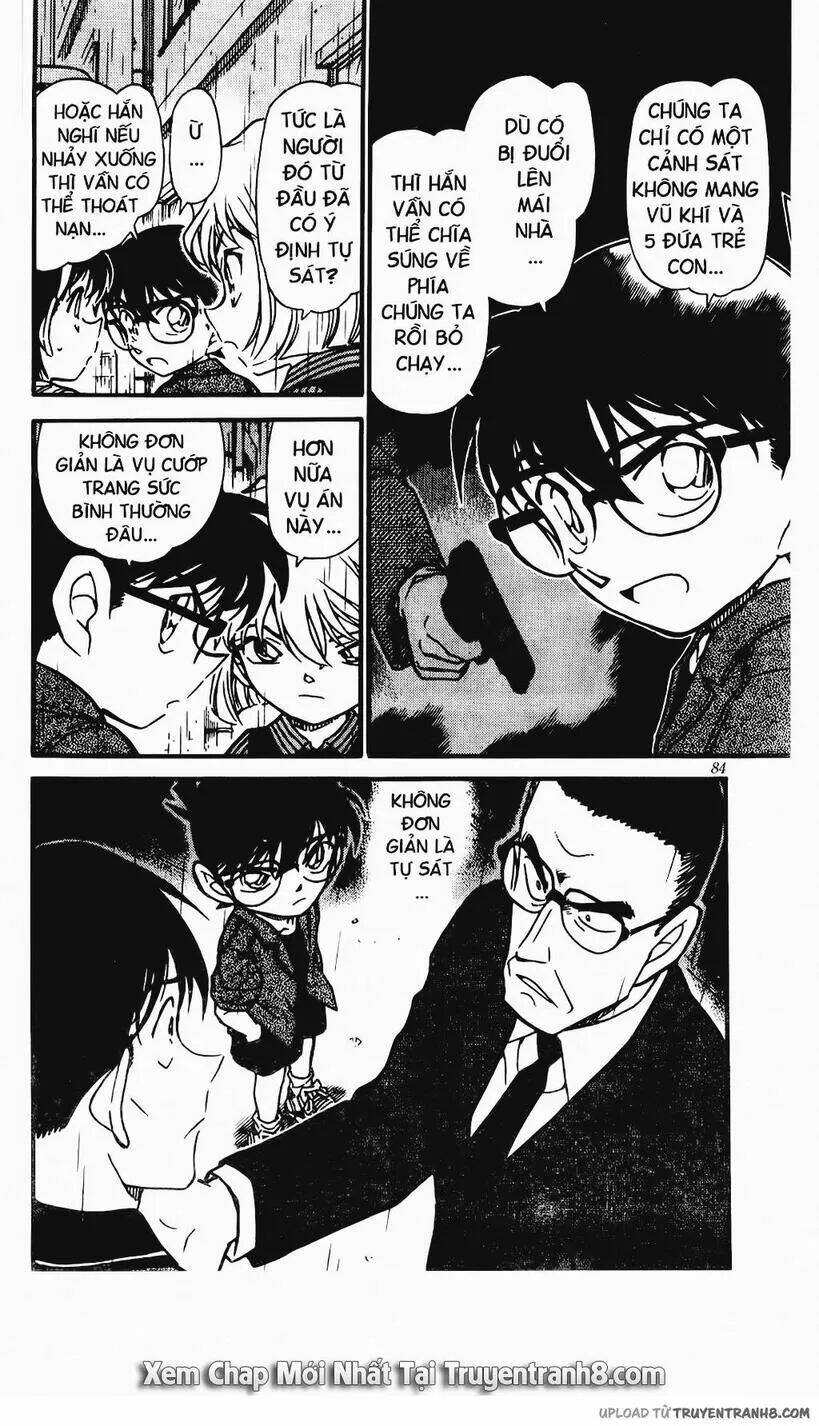 CHÚNG TA
CHỈ CÓ MỘT
CẢNH SÁT
KHÔNG MANG
VŨ KHÍ VÀ
5 ĐỨA TRẺ
CON...
DÙ CÓ
BỊ ĐUỔI
LÊN
MÁI
NHÀ
...
THÌ HẮN
VẪN CÓ
THỂ CHĨA
SÚNG VỀ
PHÍA
CHÚNG TA
RỒI BỎ
CHẠY...
TỨC LÀ
NGƯỜI
ĐÓ TỪ
ĐẦU ĐÃ
CÓ Ý
ĐỊNH TỰ
SÁT?
Ừ
...
HOẶC HẮN
NGHĨ NẾU
NHẢY XUỐNG
THÌ VẪN CÓ
THỂ THOÁT
NẠN...
HƠN
NỮA
VỤ ÁN
NÀY...
KHÔNG ĐƠN
GIẢN LÀ VỤ CƯỚP
TRANG SỨC
BÌNH THƯỜNG
ĐÂU...
84
KHÔNG
ĐƠN
GIẢN LÀ
TỰ SÁT
...
Xem Chap Mới Nhất Tại Truyentranh8.com
UPLOAD TỪ TRUYENTRANH8.COM